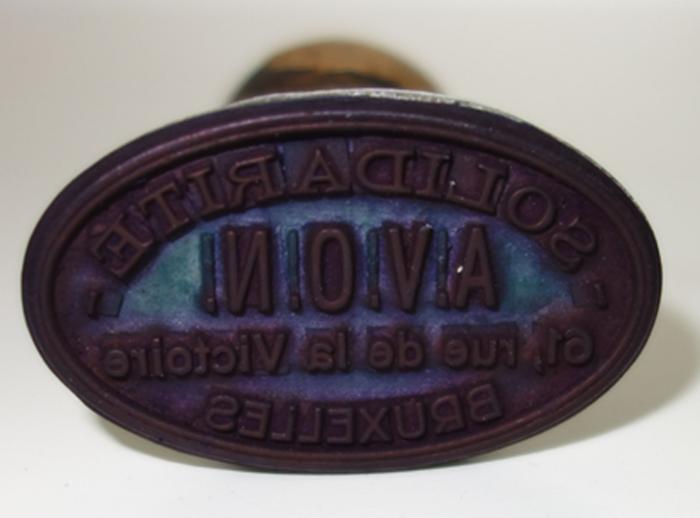 SOLIDARITÉ
A.V.O.N.
61, rue de la Victoire
BRUXELLES